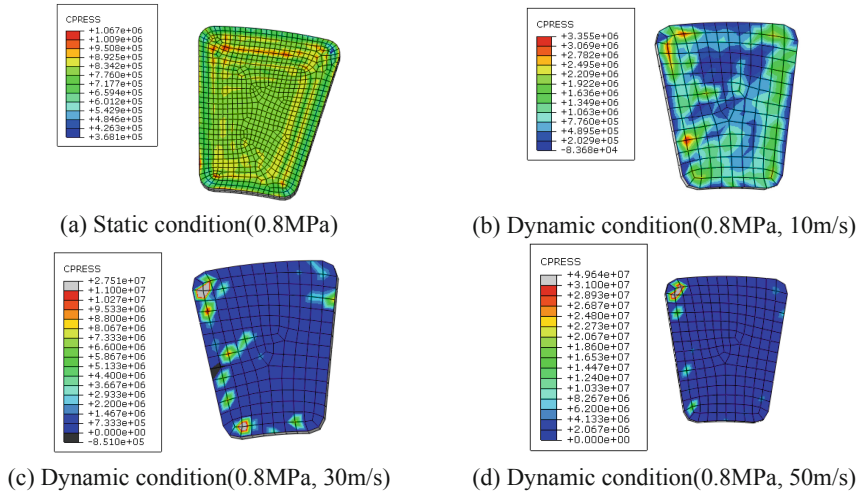 CPRESS
+1.067e+06
+1.009e+06
+9.508e+05
+8.925e+05
+8.342e+05
+7.760e+05
+7.177e+05
+6.594e+05
+6.012e+05
+5.429e+05
+4.846e+05
+4.263e+05
+3.681e+05
(a) Static condition(0.8MPa)
CPRESS
+3.355e+06
+3.069e+06
+2.782e+06
+2.495e+06
+2.209e+06
+1.922e+06
+1.636e+06
+1.349e+06
+1.063e+06
+7.760e+05
+4.895e+05
+2.029e+05
-8.368e+04
(b) Dynamic condition(0.8MPa, 10m/s)
CPRESS
+2.751e+07
+1.100e+07
+1.027e+07
+9.533e+06
+8.800e+06
+8.067e+06
+7.333e+06
+6.600e+06
+5.867e+06
+5.133e+06
+4.400e+06
+3.667e+06
+2.933e+06
+2.200e+06
+1.467e+06
+7.333e+05
+0.000e+00
-8.510e+05
(c) Dynamic condition(0.8MPa, 30m/s)
CPRESS
+4.964e+07
+3.100e+07
+2.893e+07
+2.687e+07
+2.480e+07
+2.273e+07
+2.067e+07
+1.860e+07
+1.653e+07
+1.447e+07
+1.240e+07
+1.033e+07
+8.267e+06
+6.200e+06
+4.133e+06
+2.067e+06
+0.000e+00
(d) Dynamic condition(0.8MPa, 50m/s)